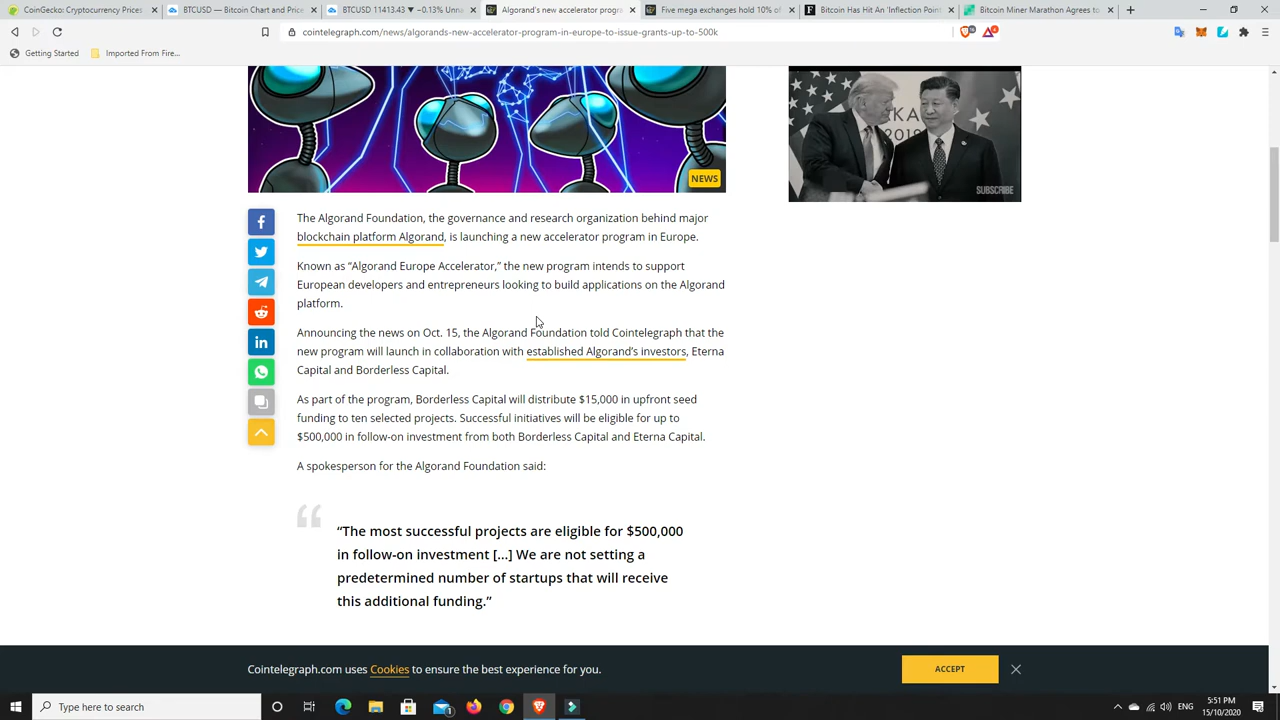 CoinGecko: Cryptocurrency Prices
BTCUSD — Bitcoin Chart and Price
BTCUSD 11413.43 ▼ −0.13% Unna
Algorand's new accelerator progr
Five mega exchanges hold 10% of
Bitcoin Has Hit An 'Inflection Point
Bitcoin Miner Marathon Agrees to
cointelegraph.com/news/algorands-new-accelerator-program-in-europe-to-issue-grants-up-to-500k
Getting Started
Imported From Fire...
NEWS
2019
SUBSCRIBE
The Algorand Foundation, the governance and research organization behind major
blockchain platform Algorand, is launching a new accelerator program in Europe.
Known as “Algorand Europe Accelerator,” the new program intends to support
European developers and entrepreneurs looking to build applications on the Algorand
platform.
Announcing the news on Oct. 15, the Algorand Foundation told Cointelegraph that the
new program will launch in collaboration with established Algorand’s investors, Eterna
Capital and Borderless Capital.
As part of the program, Borderless Capital will distribute $15,000 in upfront seed
funding to ten selected projects. Successful initiatives will be eligible for up to
$500,000 in follow-on investment from both Borderless Capital and Eterna Capital.
A spokesperson for the Algorand Foundation said:
“The most successful projects are eligible for $500,000
in follow-on investment [...] We are not setting a
predetermined number of startups that will receive
this additional funding.”
Cointelegraph.com uses Cookies to ensure the best experience for you.
ACCEPT
Type here to search
ENG
5:51 PM
15/10/2020